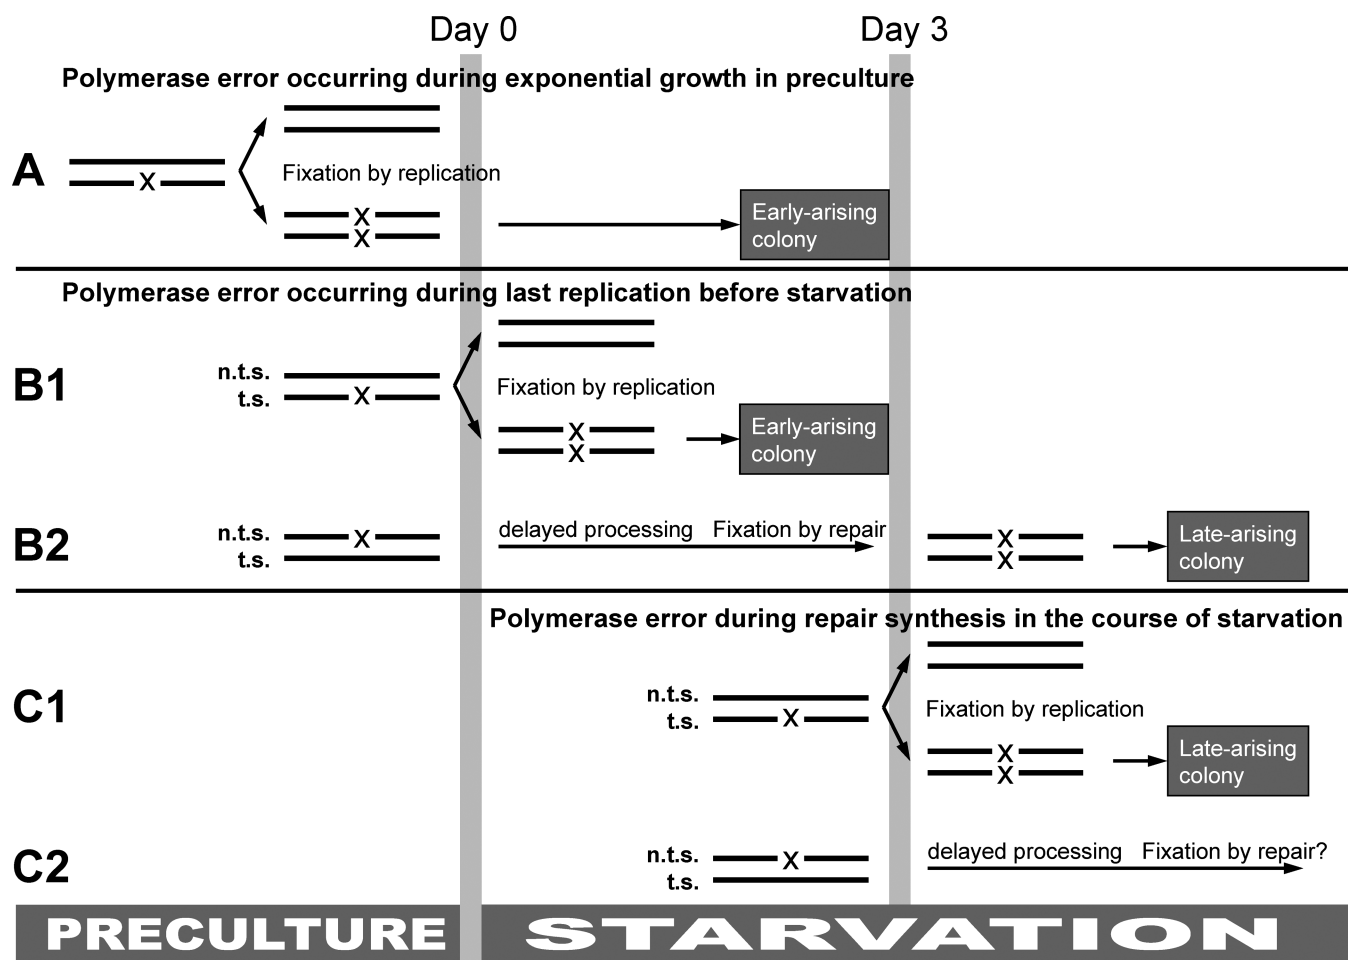 Day 0
Day 3
Polymerase error occurring during exponential growth in preculture
A
X
Fixation by replication
X
X
Early-arising
colony
Polymerase error occurring during last replication before starvation
B1
n.t.s.
t.s.
X
Fixation by replication
X
X
Early-arising
colony
B2
n.t.s.
t.s.
X
delayed processing
Fixation by repair
X
X
Late-arising
colony
Polymerase error during repair synthesis in the course of starvation
C1
n.t.s.
t.s.
X
Fixation by replication
X
X
Late-arising
colony
C2
n.t.s.
t.s.
X
delayed processing
Fixation by repair?
PRECULTURE
STARVATION